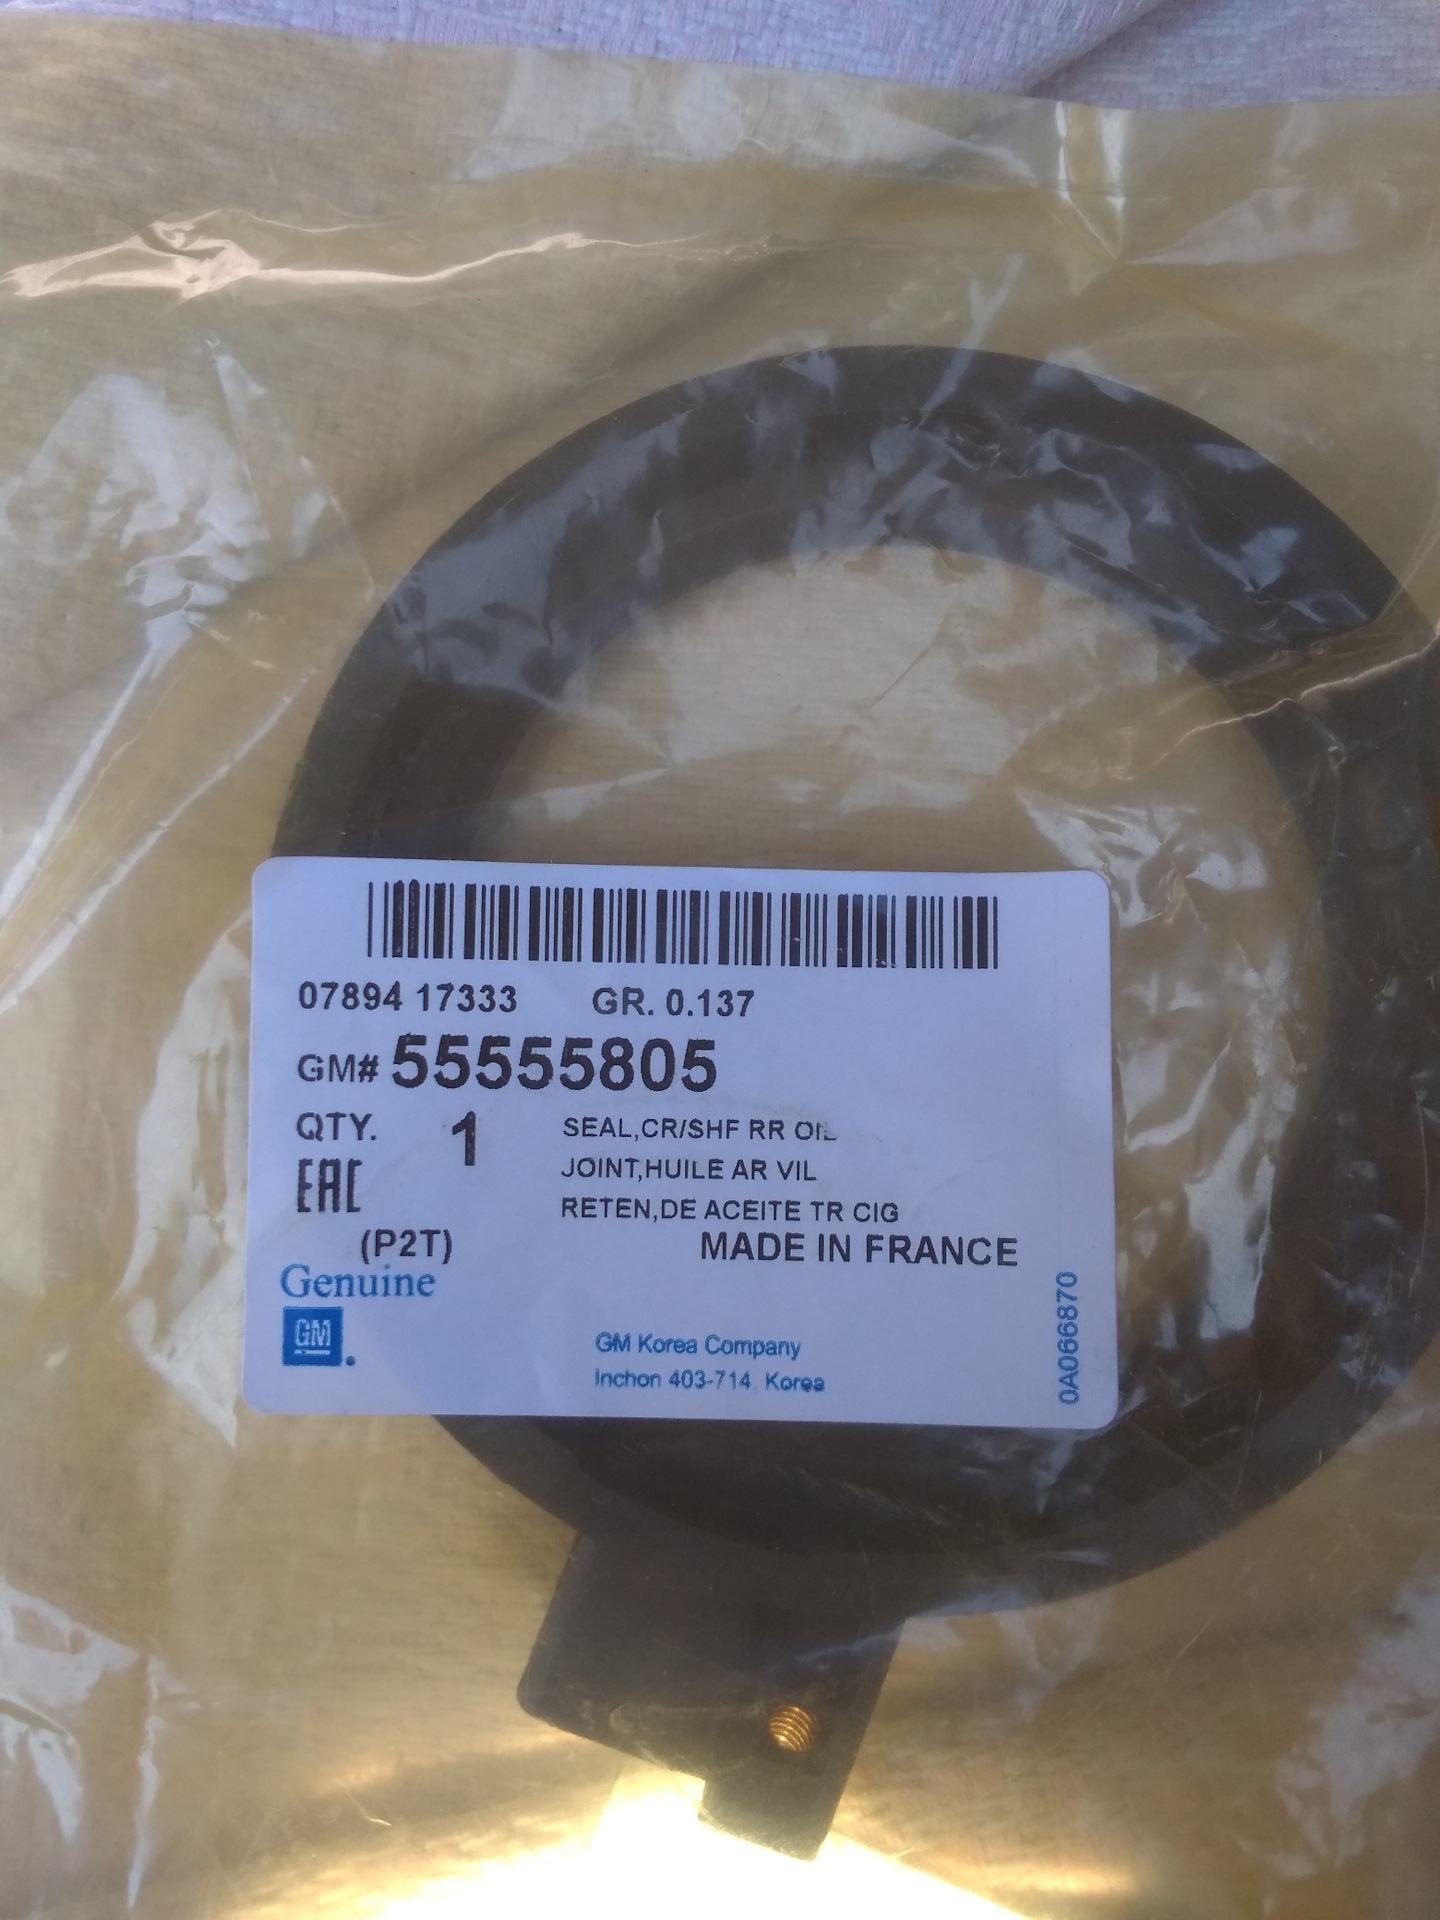 07894 17333 GR. 0.137
GM# 55555805
QTY. 1
SEAL,CR/SHF RR OIL
JOINT,HUILE AR VIL
RETEN,DE ACEITE TR CIG
EAC
(P2T)
MADE IN FRANCE
Genuine
GM
GM Korea Company
Inchon 403-714, Korea
0A066870